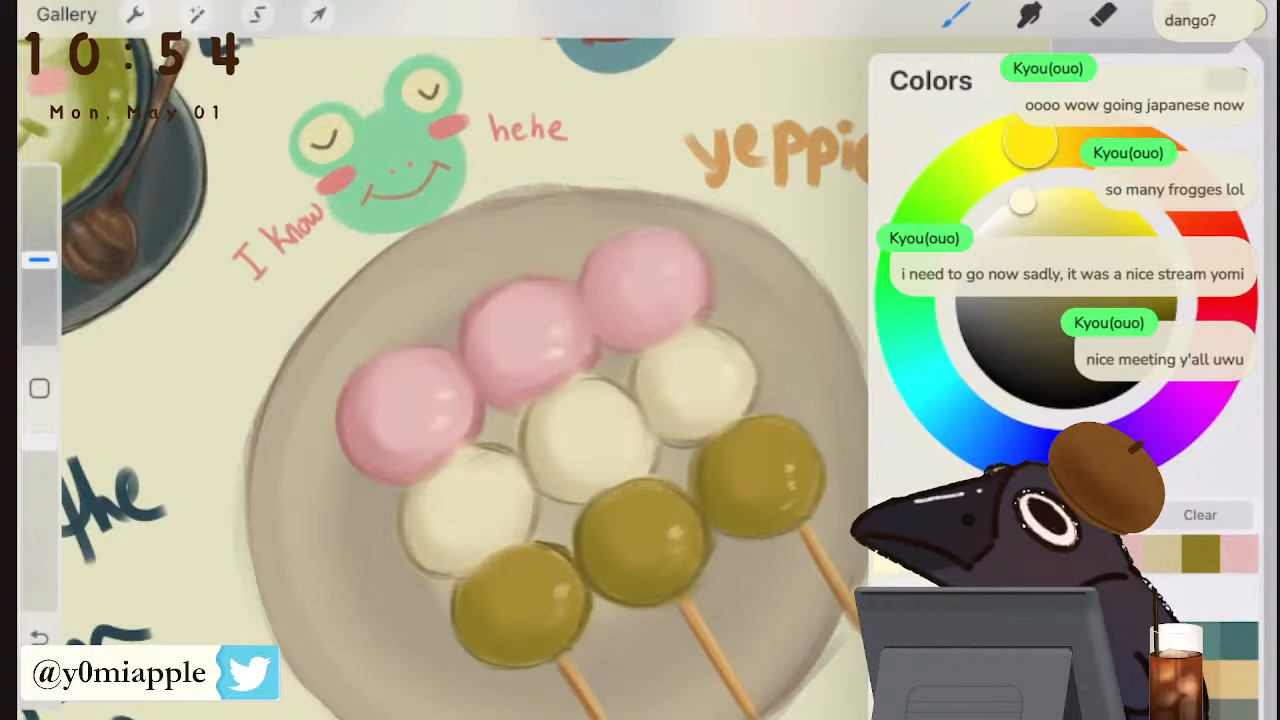 Gallery
10:54
Mon, May 01
hehe
I know
yeppie
the
Colors
dango?
Kyou(ouo)
oooo wow going japanese now
Kyou(ouo)
so many frogges lol
Kyou(ouo)
i need to go now sadly, it was a nice stream yomi
Kyou(ouo)
nice meeting y'all uwu
Clear
@y0miapple